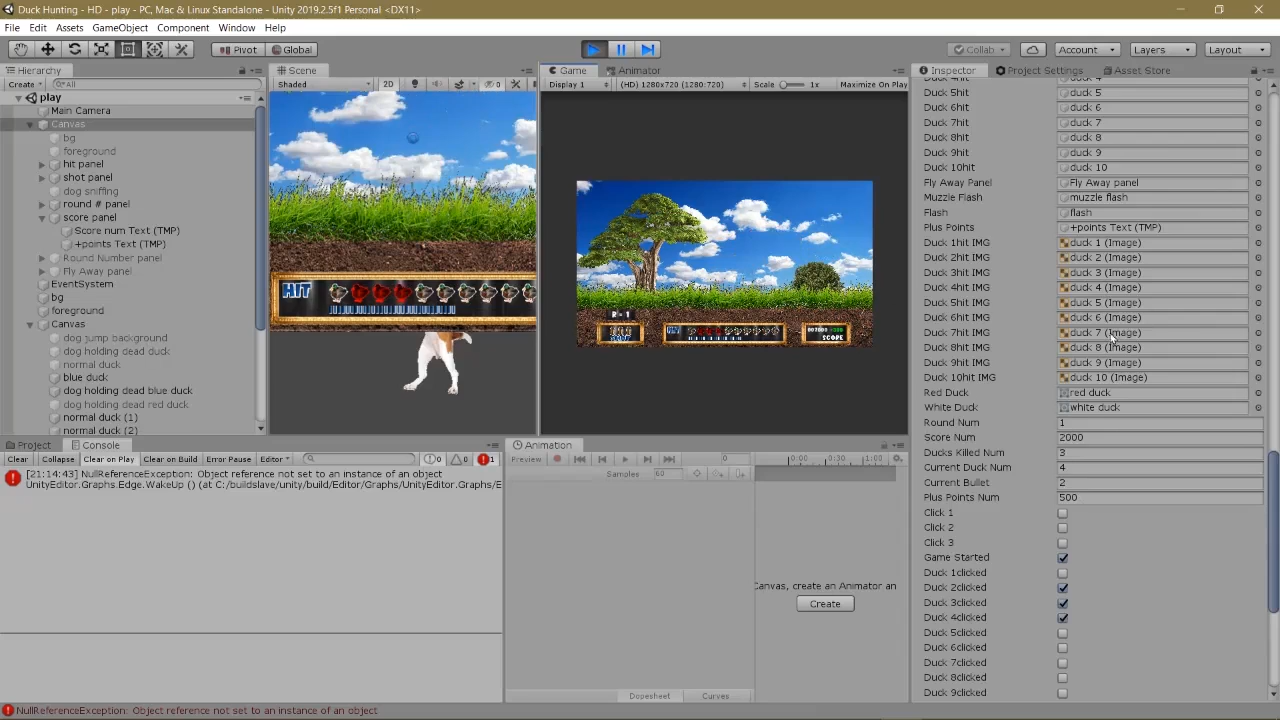 Duck Hunting - HD - play - PC, Mac & Linux Standalone - Unity 2019.2.5f1 Personal <DX11>
File Edit Assets GameObject Component Window Help
Pivot Global Collab Account Layers Layout
Hierarchy Scene Game Animator Inspector Project Settings Asset Store
Create All Shaded 2D 0 Display 1 (HD) 1280x720 (1280:720) Scale 1x Maximize On Play
play
Main Camera
Canvas
bg
foreground
hit panel
shot panel
dog sniffing
round # panel
score panel
Score num Text (TMP)
+points Text (TMP)
Round Number panel
Fly Away panel
EventSystem
bg
foreground
Canvas
dog jump background
dog holding dead duck
normal duck
blue duck
dog holding dead blue duck
dog holding dead red duck
normal duck (1)
normal duck (2)
HIT
R= 1
SCORE
Duck 5hit duck 5
Duck 6hit duck 6
Duck 7hit duck 7
Duck 8hit duck 8
Duck 9hit duck 9
Duck 10hit duck 10
Fly Away Panel Fly Away panel
Muzzle Flash muzzle flash
Flash flash
Plus Points +points Text (TMP)
Duck 1hit IMG duck 1 (Image)
Duck 2hit IMG duck 2 (Image)
Duck 3hit IMG duck 3 (Image)
Duck 4hit IMG duck 4 (Image)
Duck 5hit IMG duck 5 (Image)
Duck 6hit IMG duck 6 (Image)
Duck 7hit IMG duck 7 (Image)
Duck 8hit IMG duck 8 (Image)
Duck 9hit IMG duck 9 (Image)
Duck 10hit IMG duck 10 (Image)
Red Duck red duck
White Duck white duck
Round Num 1
Score Num 2000
Ducks Killed Num 3
Current Duck Num 4
Current Bullet 2
Plus Points Num 500
Click 1
Click 2
Click 3
Game Started
Duck 1clicked
Duck 2clicked
Duck 3clicked
Duck 4clicked
Duck 5clicked
Duck 6clicked
Duck 7clicked
Duck 8clicked
Duck 9clicked
Project Console
Clear Collapse Clear on Play Clear on Build Error Pause Editor 0 0 1
[21:14:43] NullReferenceException: Object reference not set to an instance of an object
UnityEditor.Graphs.Edge.WakeUp () (at C:/buildslave/unity/build/Editor/Graphs/UnityEditor.Graphs/E
Animation
Preview 0 0:00 0:30 1:00
Samples 60
Canvas, create an Animator an
Create
Dopesheet Curves
NullReferenceException: Object reference not set to an instance of an object